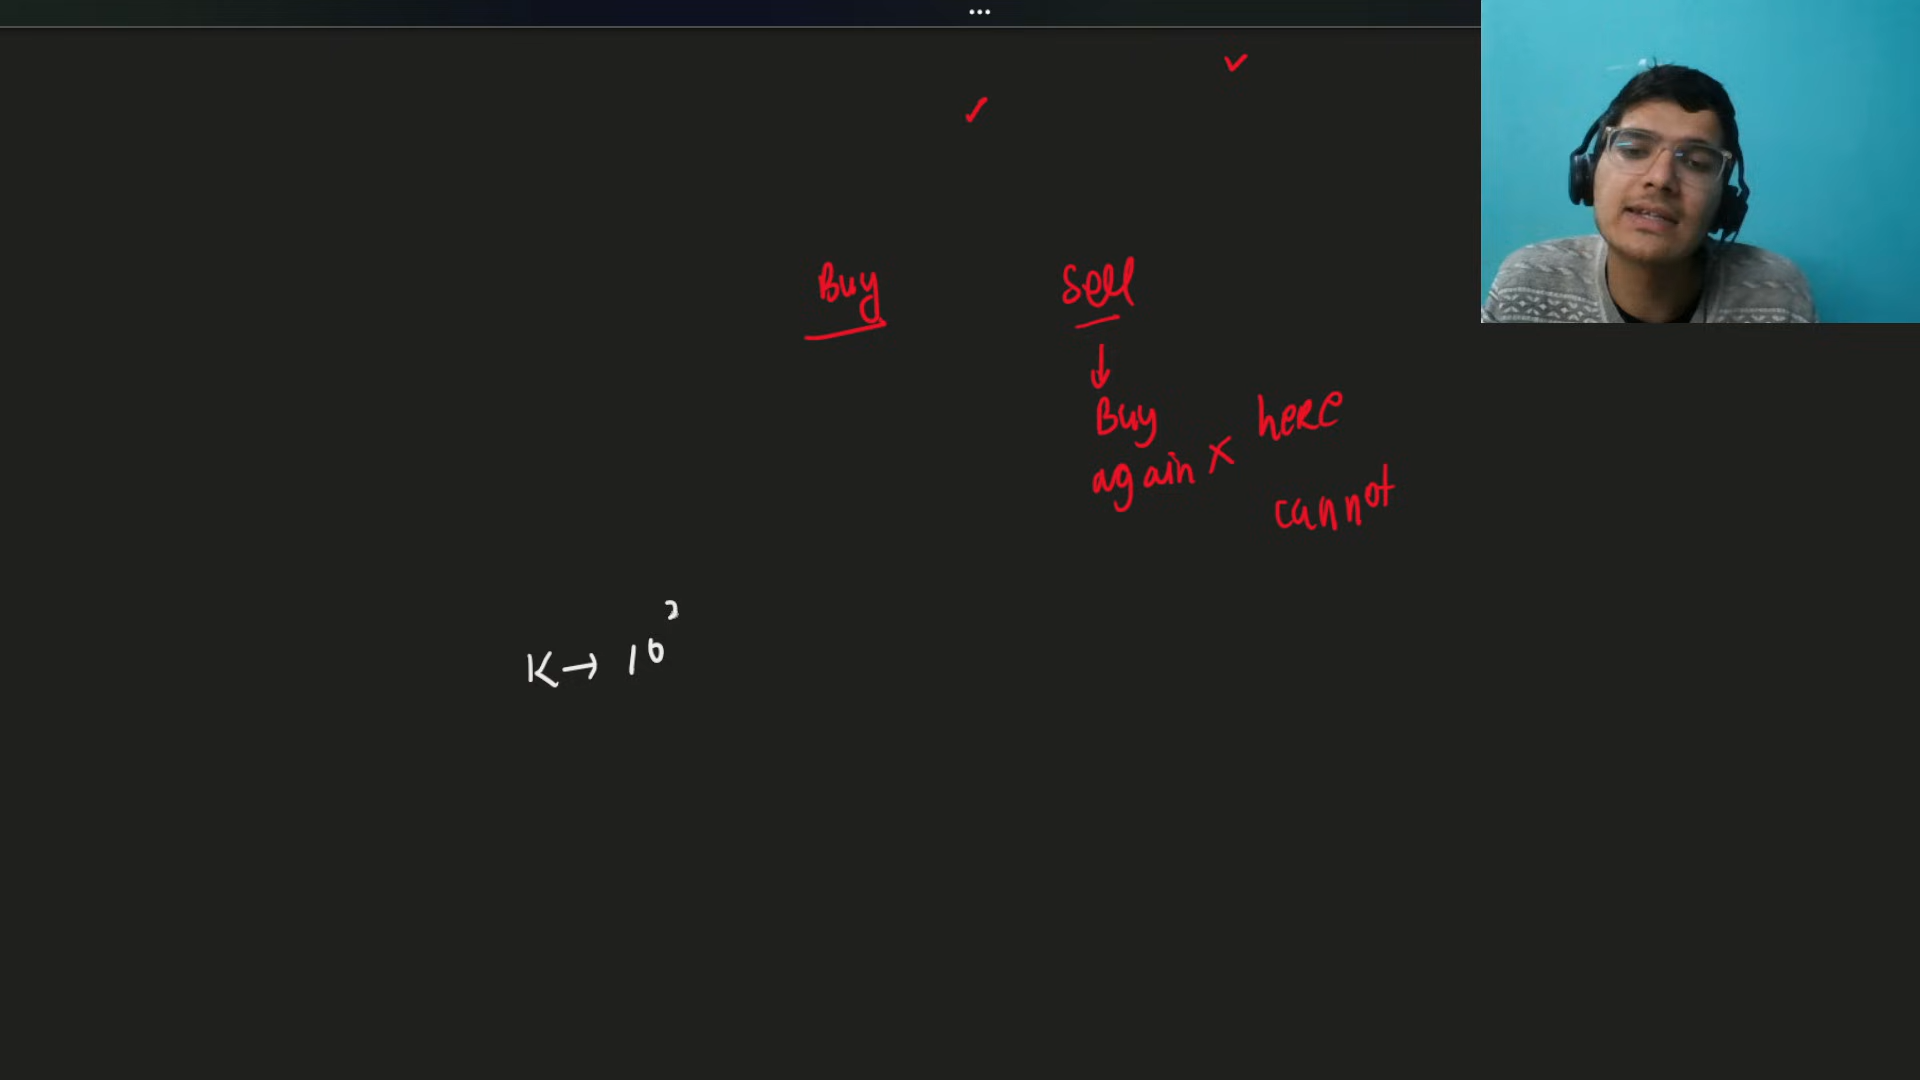 ...
Buy Sell
↓
Buy
again × here
cannot
K → 10²